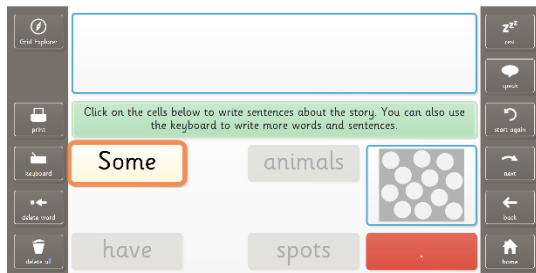 Grid Explorer
rest
speak
Click on the cells below to write sentences about the story. You can also use
the keyboard to write more words and sentences.
print
start again
Some
animals
keyboard
next
delete word
back
have
spots
.
delete all
home